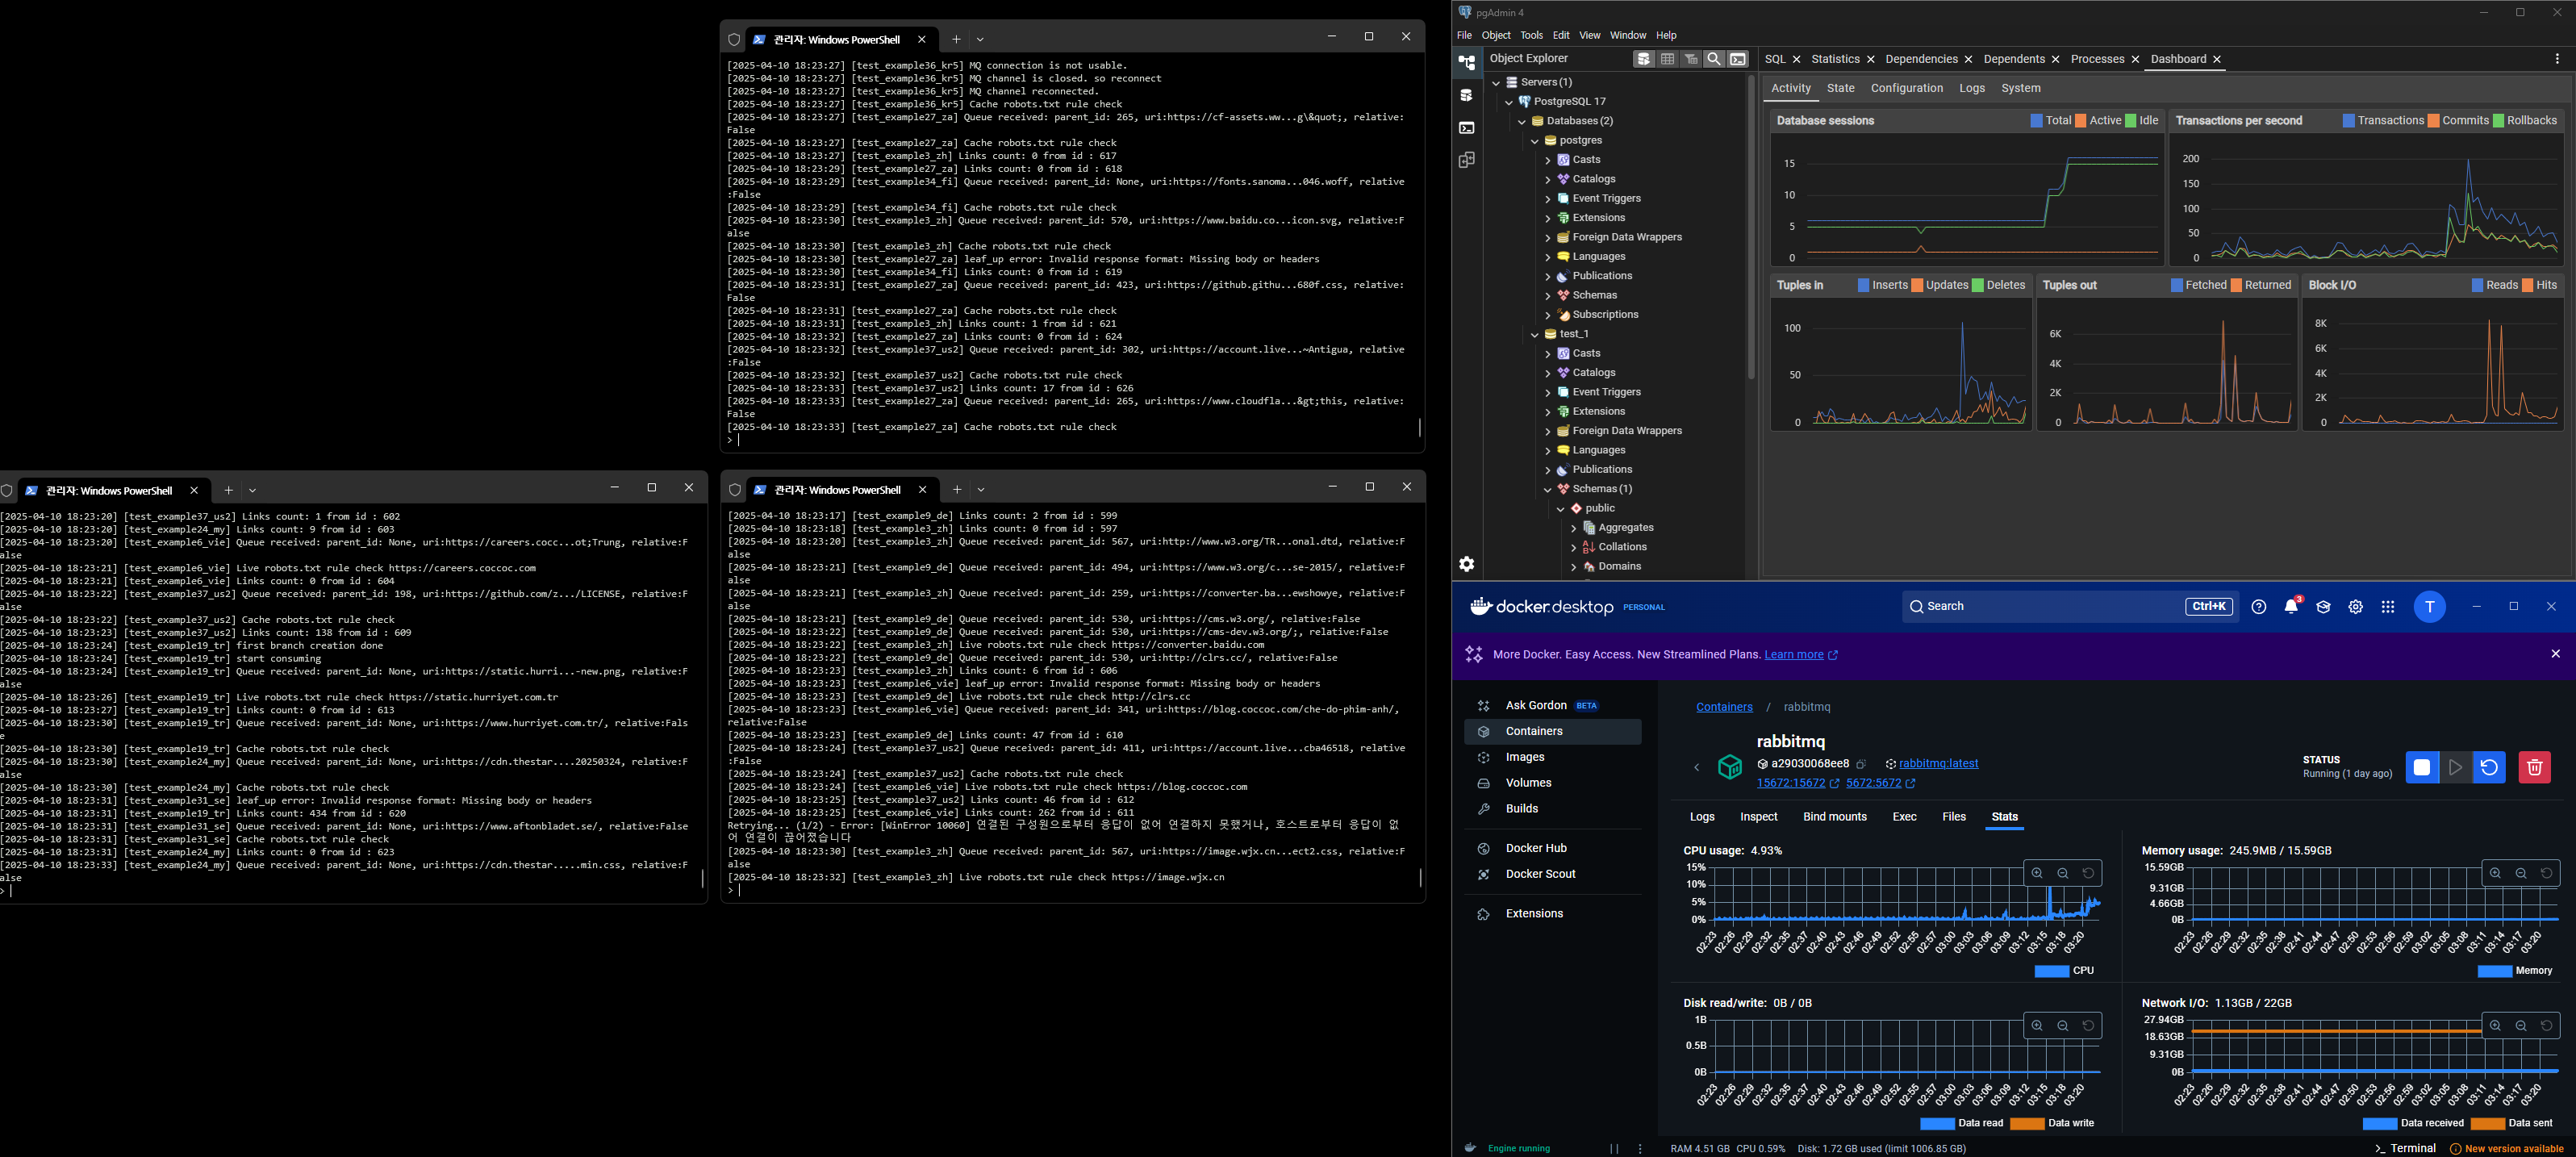 관리자: Windows PowerShell
[2025-04-10 18:23:27] [test_example36_kr5] MQ connection is not usable.
[2025-04-10 18:23:27] [test_example36_kr5] MQ channel is closed. so reconnect
[2025-04-10 18:23:27] [test_example36_kr5] MQ channel reconnected.
[2025-04-10 18:23:27] [test_example36_kr5] Cache robots.txt rule check
[2025-04-10 18:23:27] [test_example27_za] Queue received: parent_id: 265, uri:https://cf-assets.ww...g\&quot;, relative:
False
[2025-04-10 18:23:27] [test_example27_za] Cache robots.txt rule check
[2025-04-10 18:23:27] [test_example3_zh] Links count: 0 from id : 617
[2025-04-10 18:23:29] [test_example27_za] Links count: 0 from id : 618
[2025-04-10 18:23:29] [test_example34_fi] Queue received: parent_id: None, uri:https://fonts.sanoma...046.woff, relative
:False
[2025-04-10 18:23:29] [test_example34_fi] Cache robots.txt rule check
[2025-04-10 18:23:30] [test_example3_zh] Queue received: parent_id: 570, uri:https://www.baidu.co...icon.svg, relative:F
alse
[2025-04-10 18:23:30] [test_example3_zh] Cache robots.txt rule check
[2025-04-10 18:23:30] [test_example27_za] leaf_up error: Invalid response format: Missing body or headers
[2025-04-10 18:23:30] [test_example34_fi] Links count: 0 from id : 619
[2025-04-10 18:23:31] [test_example27_za] Queue received: parent_id: 423, uri:https://github.githu...680f.css, relative:
False
[2025-04-10 18:23:31] [test_example27_za] Cache robots.txt rule check
[2025-04-10 18:23:31] [test_example3_zh] Links count: 1 from id : 621
[2025-04-10 18:23:32] [test_example27_za] Links count: 0 from id : 624
[2025-04-10 18:23:32] [test_example37_us2] Queue received: parent_id: 302, uri:https://account.live...~Antigua, relative
:False
[2025-04-10 18:23:32] [test_example37_us2] Cache robots.txt rule check
[2025-04-10 18:23:33] [test_example37_us2] Links count: 17 from id : 626
[2025-04-10 18:23:33] [test_example27_za] Queue received: parent_id: 265, uri:https://www.cloudfla...&gt;this, relative:
False
[2025-04-10 18:23:33] [test_example27_za] Cache robots.txt rule check
>
관리자: Windows PowerShell
[2025-04-10 18:23:20] [test_example37_us2] Links count: 1 from id : 602
[2025-04-10 18:23:20] [test_example24_my] Links count: 9 from id : 603
[2025-04-10 18:23:20] [test_example6_vie] Queue received: parent_id: None, uri:https://careers.cocc...ot;Trung, relative:F
alse
[2025-04-10 18:23:21] [test_example6_vie] Live robots.txt rule check https://careers.coccoc.com
[2025-04-10 18:23:21] [test_example6_vie] Links count: 0 from id : 604
[2025-04-10 18:23:22] [test_example37_us2] Queue received: parent_id: 198, uri:https://github.com/z.../LICENSE, relative:F
alse
[2025-04-10 18:23:22] [test_example37_us2] Cache robots.txt rule check
[2025-04-10 18:23:23] [test_example37_us2] Links count: 138 from id : 609
[2025-04-10 18:23:24] [test_example19_tr] first branch creation done
[2025-04-10 18:23:24] [test_example19_tr] start consuming
[2025-04-10 18:23:24] [test_example19_tr] Queue received: parent_id: None, uri:https://static.hurri...-new.png, relative:F
alse
[2025-04-10 18:23:26] [test_example19_tr] Live robots.txt rule check https://static.hurriyet.com.tr
[2025-04-10 18:23:27] [test_example19_tr] Links count: 0 from id : 613
[2025-04-10 18:23:30] [test_example19_tr] Queue received: parent_id: None, uri:https://www.hurriyet.com.tr/, relative:Fals
e
[2025-04-10 18:23:30] [test_example19_tr] Cache robots.txt rule check
[2025-04-10 18:23:30] [test_example24_my] Queue received: parent_id: None, uri:https://cdn.thestar....20250324, relative:F
alse
[2025-04-10 18:23:30] [test_example24_my] Cache robots.txt rule check
[2025-04-10 18:23:31] [test_example31_se] leaf_up error: Invalid response format: Missing body or headers
[2025-04-10 18:23:31] [test_example19_tr] Links count: 434 from id : 620
[2025-04-10 18:23:31] [test_example31_se] Queue received: parent_id: None, uri:https://www.aftonbladet.se/, relative:False
[2025-04-10 18:23:31] [test_example31_se] Cache robots.txt rule check
[2025-04-10 18:23:31] [test_example24_my] Links count: 0 from id : 623
[2025-04-10 18:23:33] [test_example24_my] Queue received: parent_id: None, uri:https://cdn.thestar.....min.css, relative:F
alse
>
관리자: Windows PowerShell
[2025-04-10 18:23:17] [test_example9_de] Links count: 2 from id : 599
[2025-04-10 18:23:18] [test_example3_zh] Links count: 0 from id : 597
[2025-04-10 18:23:20] [test_example3_zh] Queue received: parent_id: 567, uri:http://www.w3.org/TR...onal.dtd, relative:F
alse
[2025-04-10 18:23:21] [test_example9_de] Queue received: parent_id: 494, uri:https://www.w3.org/c...se-2015/, relative:F
alse
[2025-04-10 18:23:21] [test_example3_zh] Queue received: parent_id: 259, uri:https://converter.ba...ewshowye, relative:F
alse
[2025-04-10 18:23:21] [test_example9_de] Queue received: parent_id: 530, uri:https://cms.w3.org/, relative:False
[2025-04-10 18:23:22] [test_example9_de] Queue received: parent_id: 530, uri:https://cms-dev.w3.org/;, relative:False
[2025-04-10 18:23:22] [test_example3_zh] Live robots.txt rule check https://converter.baidu.com
[2025-04-10 18:23:22] [test_example9_de] Queue received: parent_id: 530, uri:http://clrs.cc/, relative:False
[2025-04-10 18:23:23] [test_example3_zh] Links count: 6 from id : 606
[2025-04-10 18:23:23] [test_example6_vie] leaf_up error: Invalid response format: Missing body or headers
[2025-04-10 18:23:23] [test_example9_de] Live robots.txt rule check http://clrs.cc
[2025-04-10 18:23:23] [test_example6_vie] Queue received: parent_id: 341, uri:https://blog.coccoc.com/che-do-phim-anh/,
relative:False
[2025-04-10 18:23:23] [test_example9_de] Links count: 47 from id : 610
[2025-04-10 18:23:24] [test_example37_us2] Queue received: parent_id: 411, uri:https://account.live...cba46518, relative
:False
[2025-04-10 18:23:24] [test_example37_us2] Cache robots.txt rule check
[2025-04-10 18:23:24] [test_example6_vie] Live robots.txt rule check https://blog.coccoc.com
[2025-04-10 18:23:25] [test_example37_us2] Links count: 46 from id : 612
[2025-04-10 18:23:25] [test_example6_vie] Links count: 262 from id : 611
Retrying... (1/2) - Error: [WinError 10060] 연결된 구성원으로부터 응답이 없어 연결하지 못했거나, 호스트로부터 응답이 없
어 연결이 끊어졌습니다
[2025-04-10 18:23:30] [test_example3_zh] Queue received: parent_id: 567, uri:https://image.wjx.cn...ect2.css, relative:F
alse
[2025-04-10 18:23:32] [test_example3_zh] Live robots.txt rule check https://image.wjx.cn
>
pgAdmin 4
File Object Tools Edit View Window Help
Object Explorer
Servers (1)
PostgreSQL 17
Databases (2)
postgres
Casts
Catalogs
Event Triggers
Extensions
Foreign Data Wrappers
Languages
Publications
Schemas
Subscriptions
test_1
Casts
Catalogs
Event Triggers
Extensions
Foreign Data Wrappers
Languages
Publications
Schemas (1)
public
Aggregates
Collations
Domains
SQL Statistics Dependencies Dependents Processes Dashboard
Activity State Configuration Logs System
Database sessions Total Active Idle
15
10
5
0
Transactions per second Transactions Commits Rollbacks
200
150
100
50
0
Tuples in Inserts Updates Deletes
100
50
0
Tuples out Fetched Returned
6K
4K
2K
0
Block I/O Reads Hits
8K
6K
4K
2K
0
docker.desktop PERSONAL
Search Ctrl+K
3
T
More Docker. Easy Access. New Streamlined Plans. Learn more
Ask Gordon BETA
Containers
Images
Volumes
Builds
Docker Hub
Docker Scout
Extensions
Containers / rabbitmq
rabbitmq
a29030068ee8 rabbitmq:latest
15672:15672 5672:5672
STATUS
Running (1 day ago)
Logs Inspect Bind mounts Exec Files Stats
CPU usage: 4.93%
15%
10%
5%
0%
02:23 02:26 02:29 02:32 02:35 02:37 02:40 02:43 02:46 02:49 02:52 02:55 02:57 03:00 03:03 03:06 03:09 03:12 03:15 03:18 03:20
CPU
Memory usage: 245.9MB / 15.59GB
15.59GB
9.31GB
4.66GB
0B
02:23 02:26 02:29 02:32 02:35 02:38 02:41 02:44 02:47 02:50 02:53 02:56 02:59 03:02 03:05 03:08 03:11 03:14 03:17 03:20
Memory
Disk read/write: 0B / 0B
1B
0.5B
0B
02:23 02:26 02:29 02:32 02:35 02:37 02:40 02:43 02:46 02:49 02:52 02:55 02:57 03:00 03:03 03:06 03:09 03:12 03:15 03:18 03:20
Data read Data write
Network I/O: 1.13GB / 22GB
27.94GB
18.63GB
9.31GB
0B
02:23 02:26 02:29 02:32 02:35 02:38 02:41 02:44 02:47 02:50 02:53 02:56 02:59 03:02 03:05 03:08 03:11 03:14 03:17 03:20
Data received Data sent
Engine running
RAM 4.51 GB CPU 0.59% Disk: 1.72 GB used (limit 1006.85 GB)
Terminal New version available